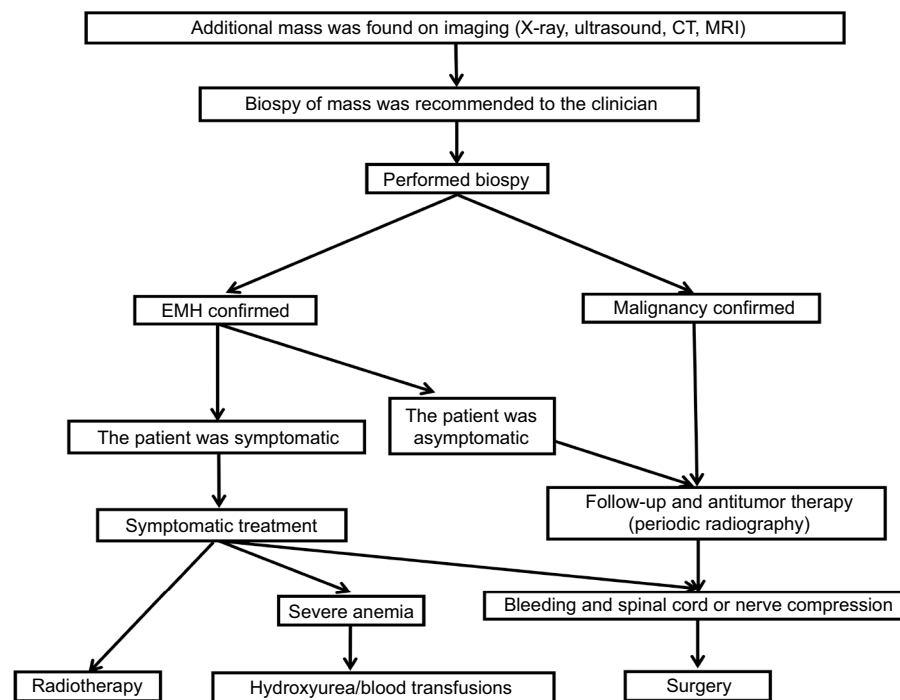 Additional mass was found on imaging (X-ray, ultrasound, CT, MRI)
Biospy of mass was recommended to the clinician
Performed biospy
EMH confirmed
Malignancy confirmed
The patient was
asymptomatic
The patient was symptomatic
Follow-up and antitumor therapy
(periodic radiography)
Symptomatic treatment
Severe anemia
Bleeding and spinal cord or nerve compression
Radiotherapy
Hydroxyurea/blood transfusions
Surgery